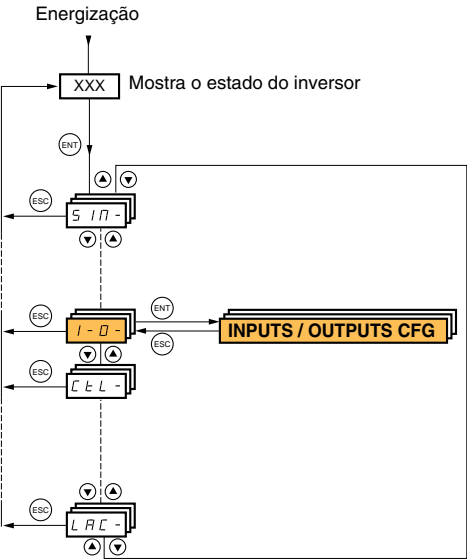 Energização
XXX
Mostra o estado do inversor
ENT
ESC
SIM-
ESC
I-O-
ENT
INPUTS / OUTPUTS CFG
ESC
ESC
CtL-
ESC
LAC-